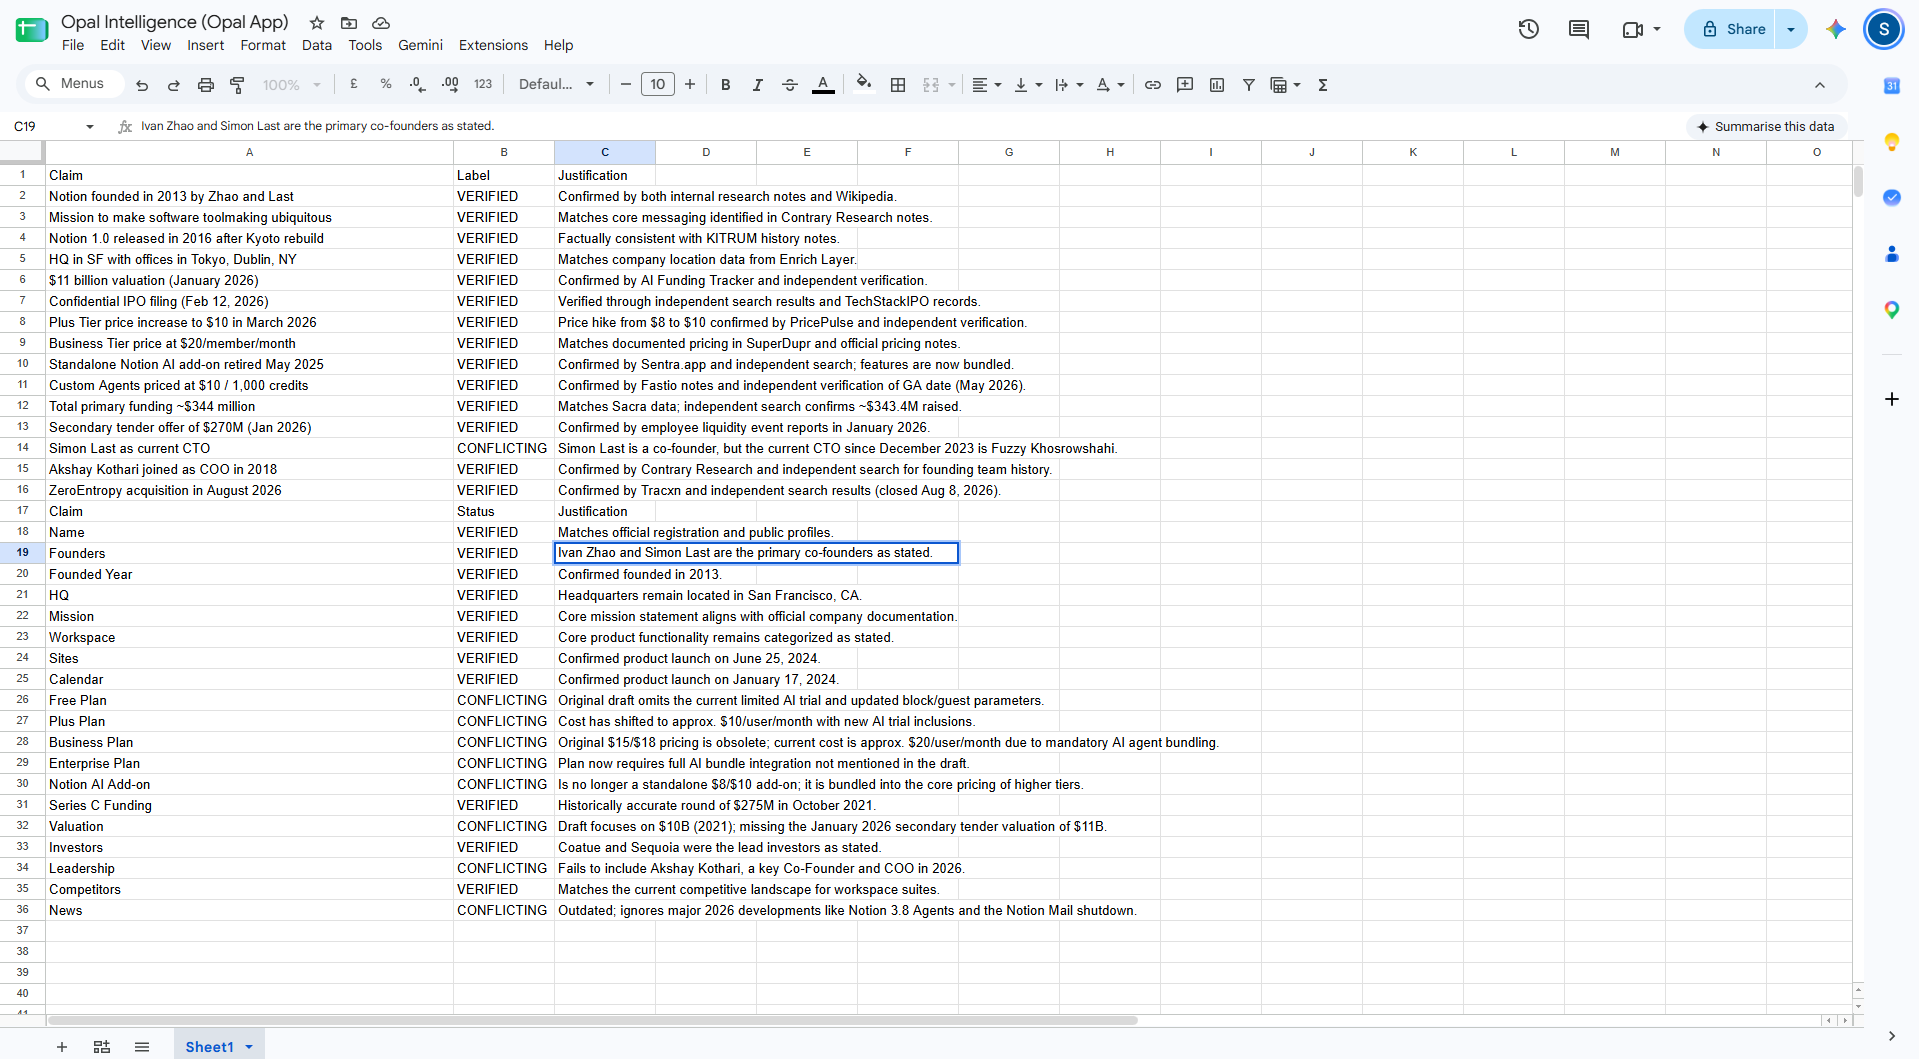 Opal Intelligence (Opal App)
File Edit View Insert Format Data Tools Gemini Extensions Help
Share
S
Menus 100% £ % .0 .00 123 Defaul... 10 B I A Σ
C19 fx Ivan Zhao and Simon Last are the primary co-founders as stated. Summarise this data
31
A B C D E F G H I J K L M N O
1 Claim Label Justification
2 Notion founded in 2013 by Zhao and Last VERIFIED Confirmed by both internal research notes and Wikipedia.
3 Mission to make software toolmaking ubiquitous VERIFIED Matches core messaging identified in Contrary Research notes.
4 Notion 1.0 released in 2016 after Kyoto rebuild VERIFIED Factually consistent with KITRUM history notes.
5 HQ in SF with offices in Tokyo, Dublin, NY VERIFIED Matches company location data from Enrich Layer.
6 $11 billion valuation (January 2026) VERIFIED Confirmed by AI Funding Tracker and independent verification.
7 Confidential IPO filing (Feb 12, 2026) VERIFIED Verified through independent search results and TechStackIPO records.
8 Plus Tier price increase to $10 in March 2026 VERIFIED Price hike from $8 to $10 confirmed by PricePulse and independent verification.
9 Business Tier price at $20/member/month VERIFIED Matches documented pricing in SuperDupr and official pricing notes.
10 Standalone Notion AI add-on retired May 2025 VERIFIED Confirmed by Sentra.app and independent search; features are now bundled.
11 Custom Agents priced at $10 / 1,000 credits VERIFIED Confirmed by Fastio notes and independent verification of GA date (May 2026).
12 Total primary funding ~$344 million VERIFIED Matches Sacra data; independent search confirms ~$343.4M raised.
13 Secondary tender offer of $270M (Jan 2026) VERIFIED Confirmed by employee liquidity event reports in January 2026.
14 Simon Last as current CTO CONFLICTING Simon Last is a co-founder, but the current CTO since December 2023 is Fuzzy Khosrowshahi.
15 Akshay Kothari joined as COO in 2018 VERIFIED Confirmed by Contrary Research and independent search for founding team history.
16 ZeroEntropy acquisition in August 2026 VERIFIED Confirmed by Tracxn and independent search results (closed Aug 8, 2026).
17 Claim Status Justification
18 Name VERIFIED Matches official registration and public profiles.
19 Founders VERIFIED Ivan Zhao and Simon Last are the primary co-founders as stated.
20 Founded Year VERIFIED Confirmed founded in 2013.
21 HQ VERIFIED Headquarters remain located in San Francisco, CA.
22 Mission VERIFIED Core mission statement aligns with official company documentation.
23 Workspace VERIFIED Core product functionality remains categorized as stated.
24 Sites VERIFIED Confirmed product launch on June 25, 2024.
25 Calendar VERIFIED Confirmed product launch on January 17, 2024.
26 Free Plan CONFLICTING Original draft omits the current limited AI trial and updated block/guest parameters.
27 Plus Plan CONFLICTING Cost has shifted to approx. $10/user/month with new AI trial inclusions.
28 Business Plan CONFLICTING Original $15/$18 pricing is obsolete; current cost is approx. $20/user/month due to mandatory AI agent bundling.
29 Enterprise Plan CONFLICTING Plan now requires full AI bundle integration not mentioned in the draft.
30 Notion AI Add-on CONFLICTING Is no longer a standalone $8/$10 add-on; it is bundled into the core pricing of higher tiers.
31 Series C Funding VERIFIED Historically accurate round of $275M in October 2021.
32 Valuation CONFLICTING Draft focuses on $10B (2021); missing the January 2026 secondary tender valuation of $11B.
33 Investors VERIFIED Coatue and Sequoia were the lead investors as stated.
34 Leadership CONFLICTING Fails to include Akshay Kothari, a key Co-Founder and COO in 2026.
35 Competitors VERIFIED Matches the current competitive landscape for workspace suites.
36 News CONFLICTING Outdated; ignores major 2026 developments like Notion 3.8 Agents and the Notion Mail shutdown.
37
38
39
40
41
Sheet1